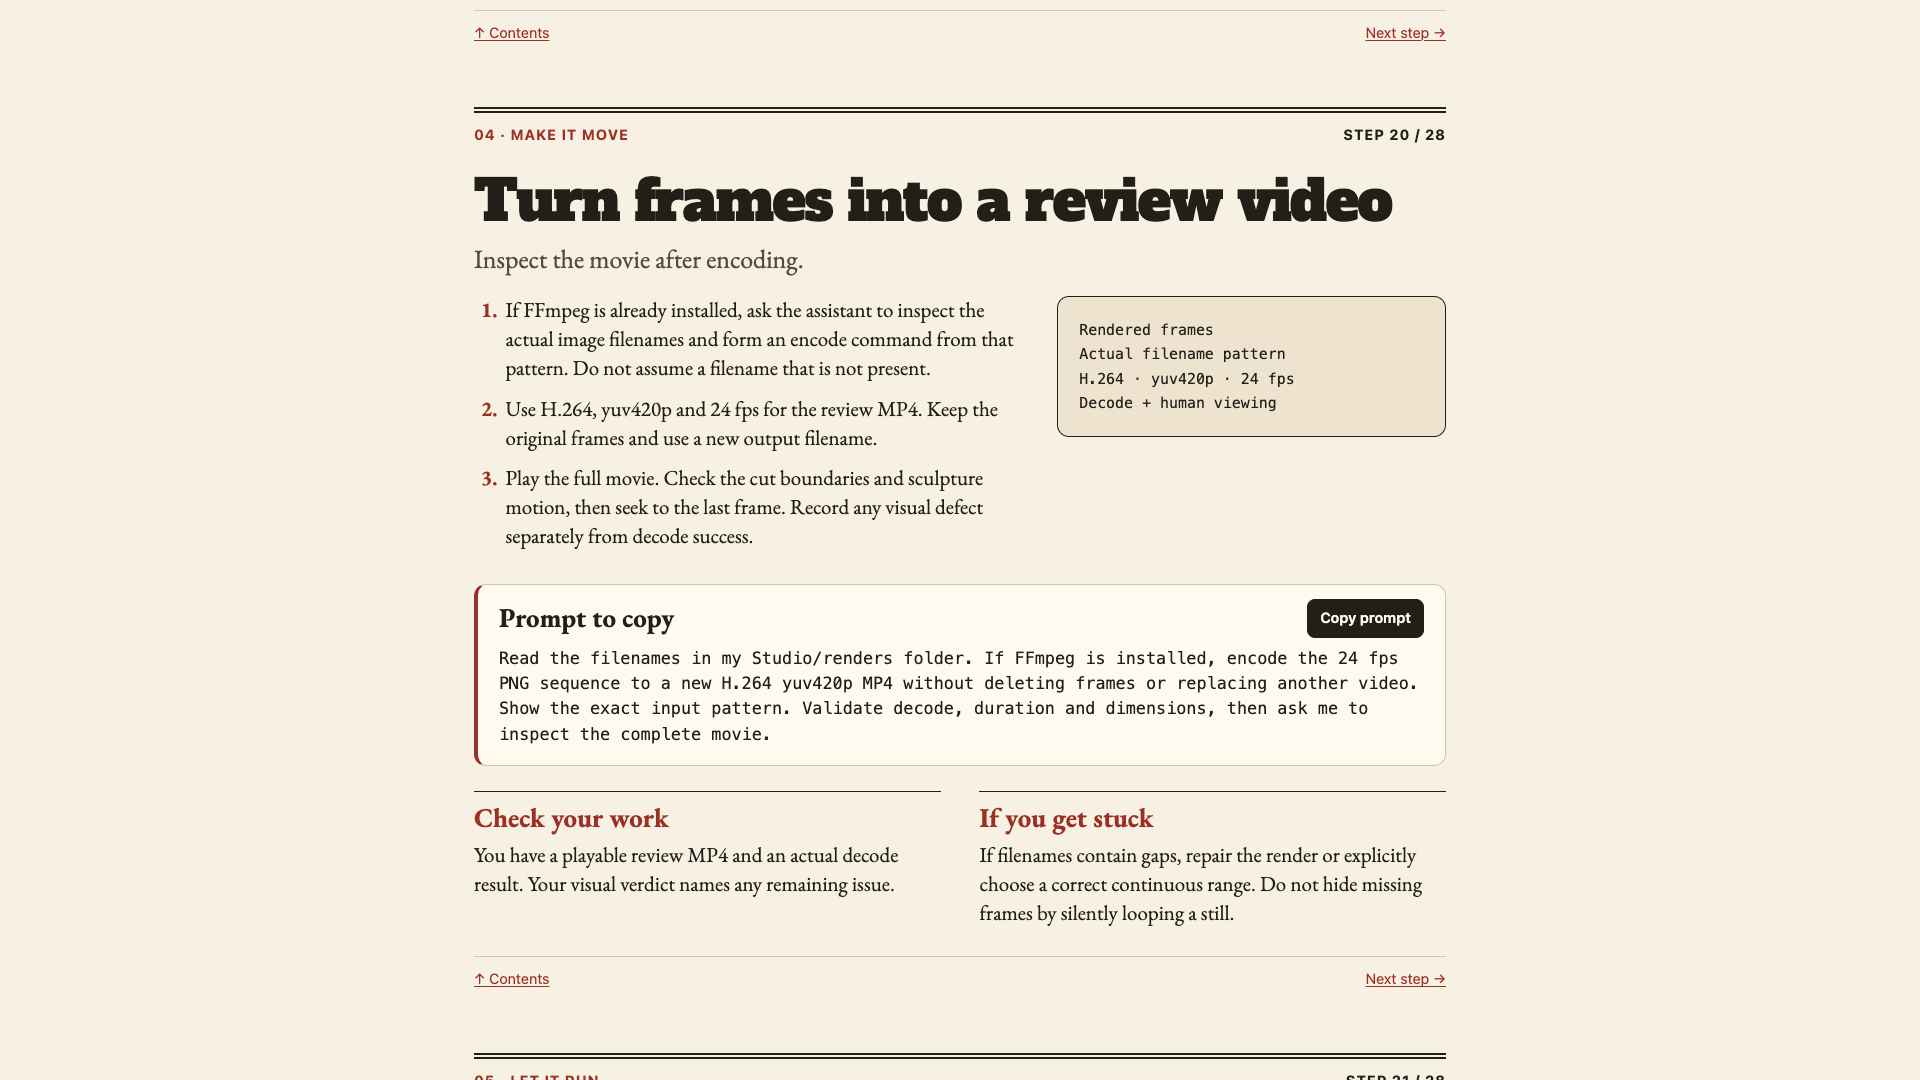 ↑ Contents
Next step →
04 · MAKE IT MOVE
STEP 20 / 28
Turn frames into a review video
Inspect the movie after encoding.
1. If FFmpeg is already installed, ask the assistant to inspect the
actual image filenames and form an encode command from that
pattern. Do not assume a filename that is not present.
2. Use H.264, yuv420p and 24 fps for the review MP4. Keep the
original frames and use a new output filename.
3. Play the full movie. Check the cut boundaries and sculpture
motion, then seek to the last frame. Record any visual defect
separately from decode success.
Rendered frames
Actual filename pattern
H.264 · yuv420p · 24 fps
Decode + human viewing
Prompt to copy
Copy prompt
Read the filenames in my Studio/renders folder. If FFmpeg is installed, encode the 24 fps
PNG sequence to a new H.264 yuv420p MP4 without deleting frames or replacing another video.
Show the exact input pattern. Validate decode, duration and dimensions, then ask me to
inspect the complete movie.
Check your work
You have a playable review MP4 and an actual decode
result. Your visual verdict names any remaining issue.
If you get stuck
If filenames contain gaps, repair the render or explicitly
choose a correct continuous range. Do not hide missing
frames by silently looping a still.
↑ Contents
Next step →
05 · LET IT RUN
STEP 21 / 28